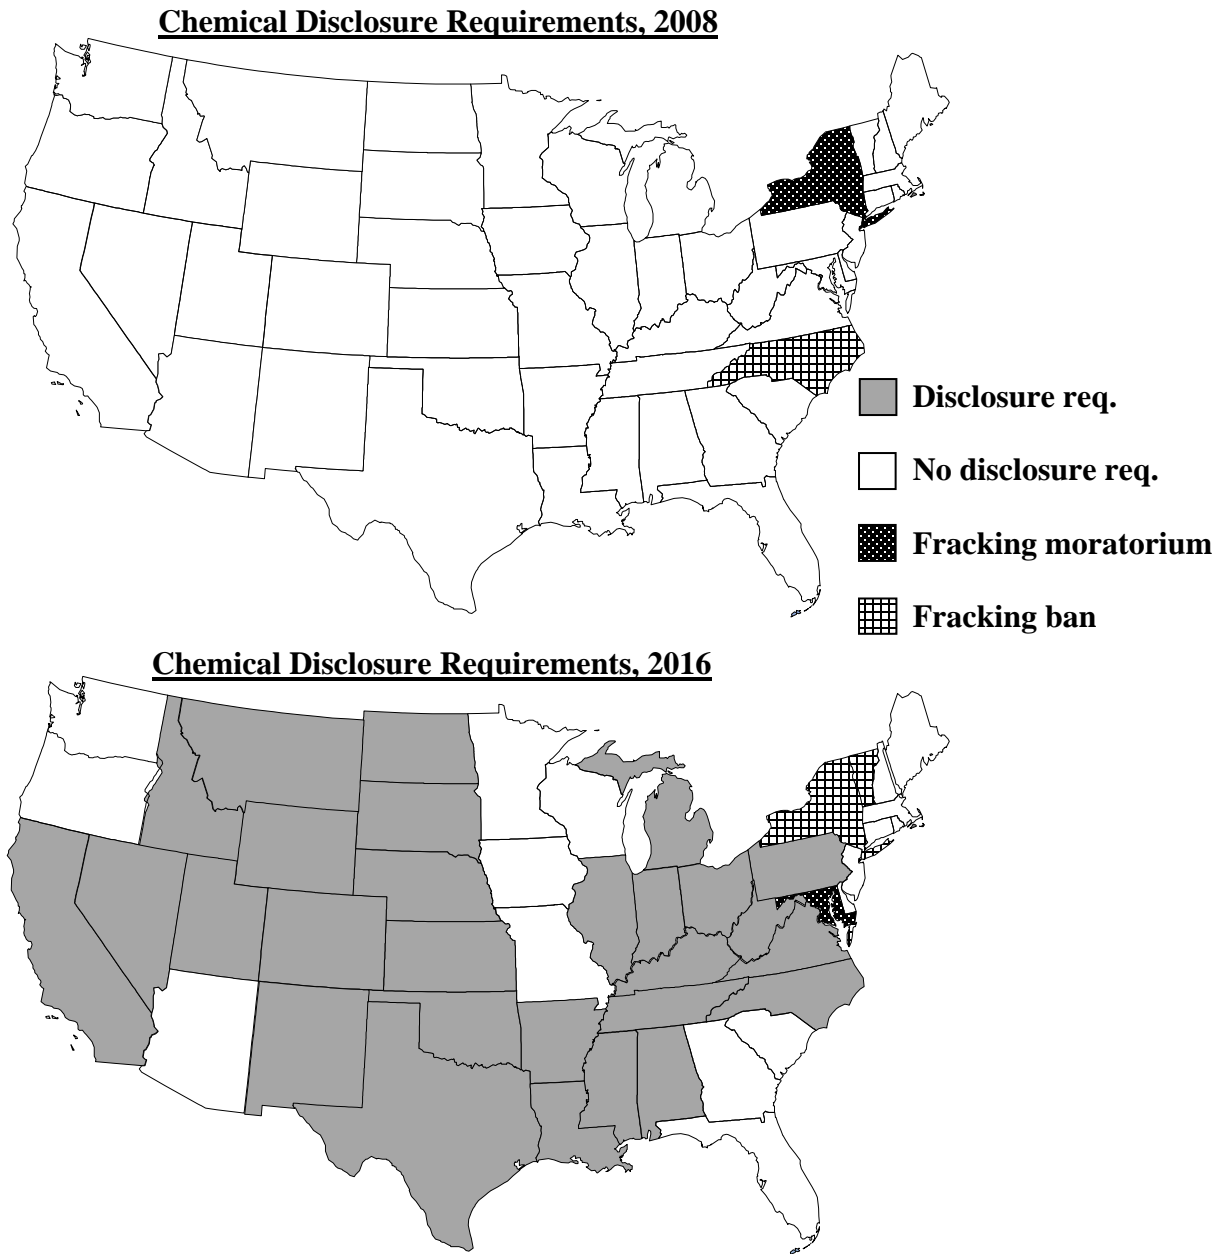 Chemical Disclosure Requirements, 2008
Disclosure req.
No disclosure req.
Fracking moratorium
Fracking ban
Chemical Disclosure Requirements, 2016